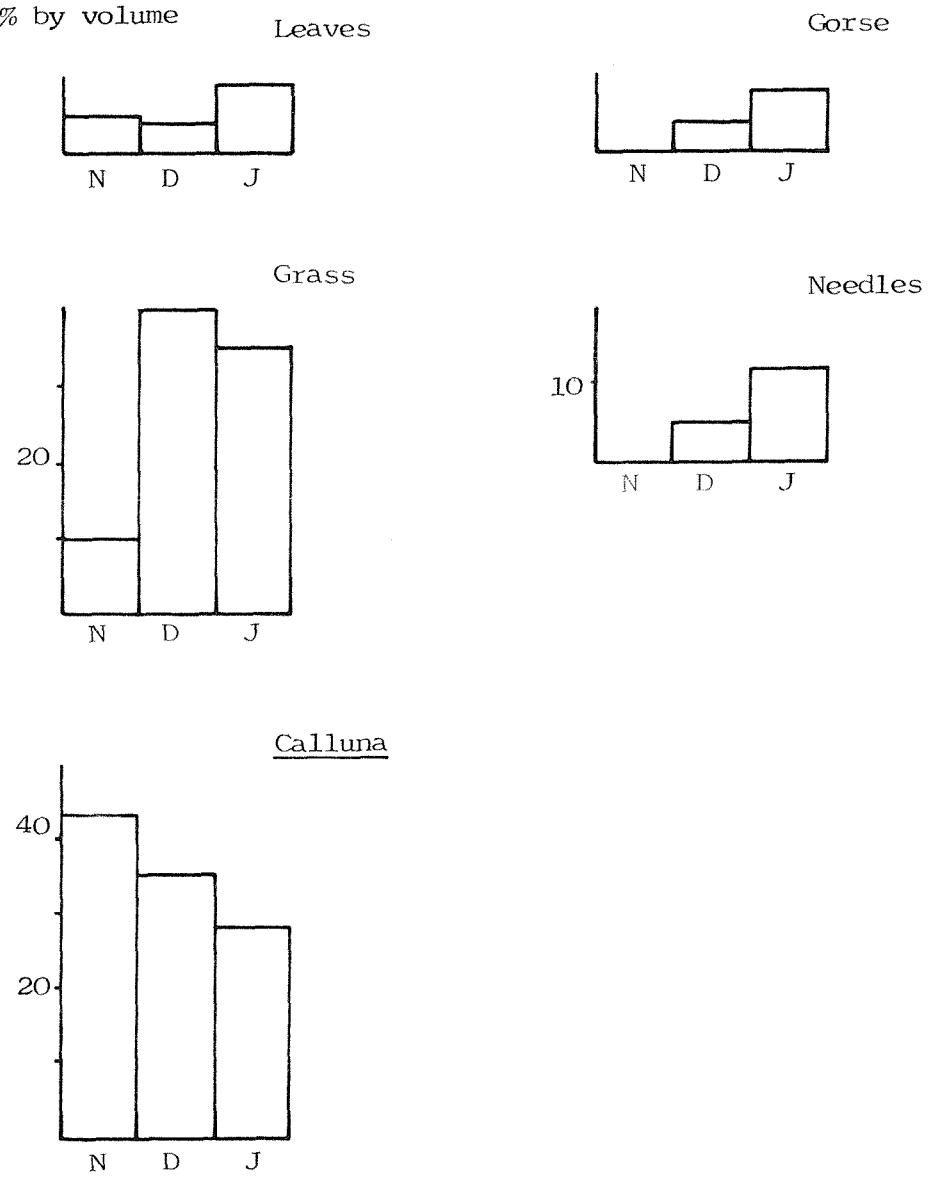 % by volume
Leaves
N D J
Gorse
N D J
Grass
20
N D J
Needles
10
N D J
Calluna
40
20
N D J